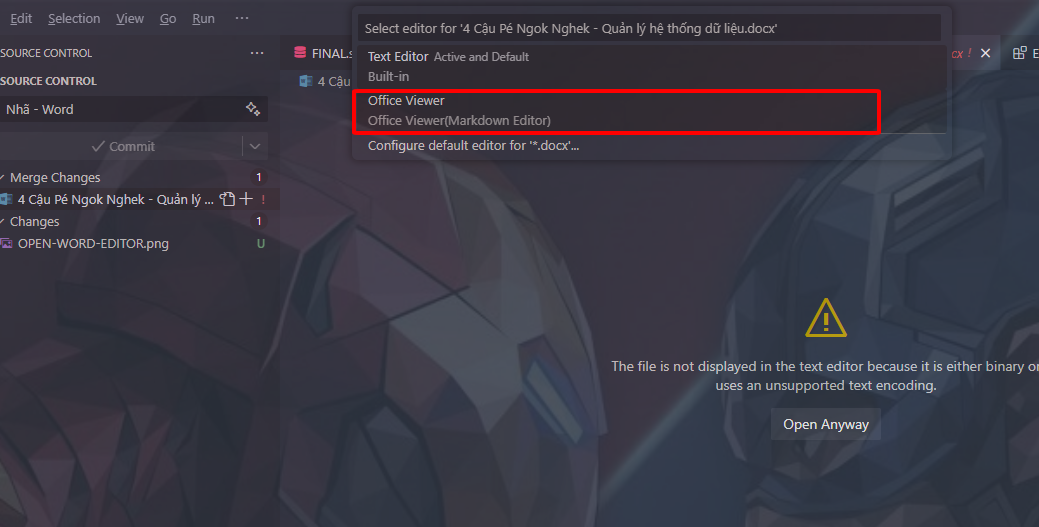 Edit Selection View Go Run ...
Select editor for '4 Cậu Pé Ngok Nghek - Quản lý hệ thống dữ liệu.docx'
SOURCE CONTROL ...
FINAL.s
cx !
E
Text Editor Active and Default
Built-in
SOURCE CONTROL
4 Cậu
Office Viewer
Nhã - Word
Office Viewer(Markdown Editor)
Commit
Configure default editor for '*.docx'...
Merge Changes 1
4 Cậu Pé Ngok Nghek - Quản lý ... !
Changes 1
OPEN-WORD-EDITOR.png U
The file is not displayed in the text editor because it is either binary or
uses an unsupported text encoding.
Open Anyway